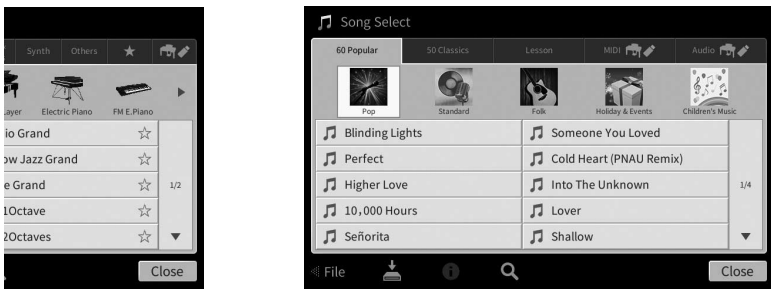 Synth Others
Layer Electric Piano FM E.Piano
io Grand
ow Jazz Grand
e Grand
1Octave
2Octaves
1/2
Close
Song Select
60 Popular 50 Classics Lesson MIDI Audio
Pop Standard Folk Holiday & Events Children's Music
Blinding Lights Someone You Loved
Perfect Cold Heart (PNAU Remix)
Higher Love Into The Unknown
10,000 Hours Lover
Señorita Shallow
1/4
File
Close